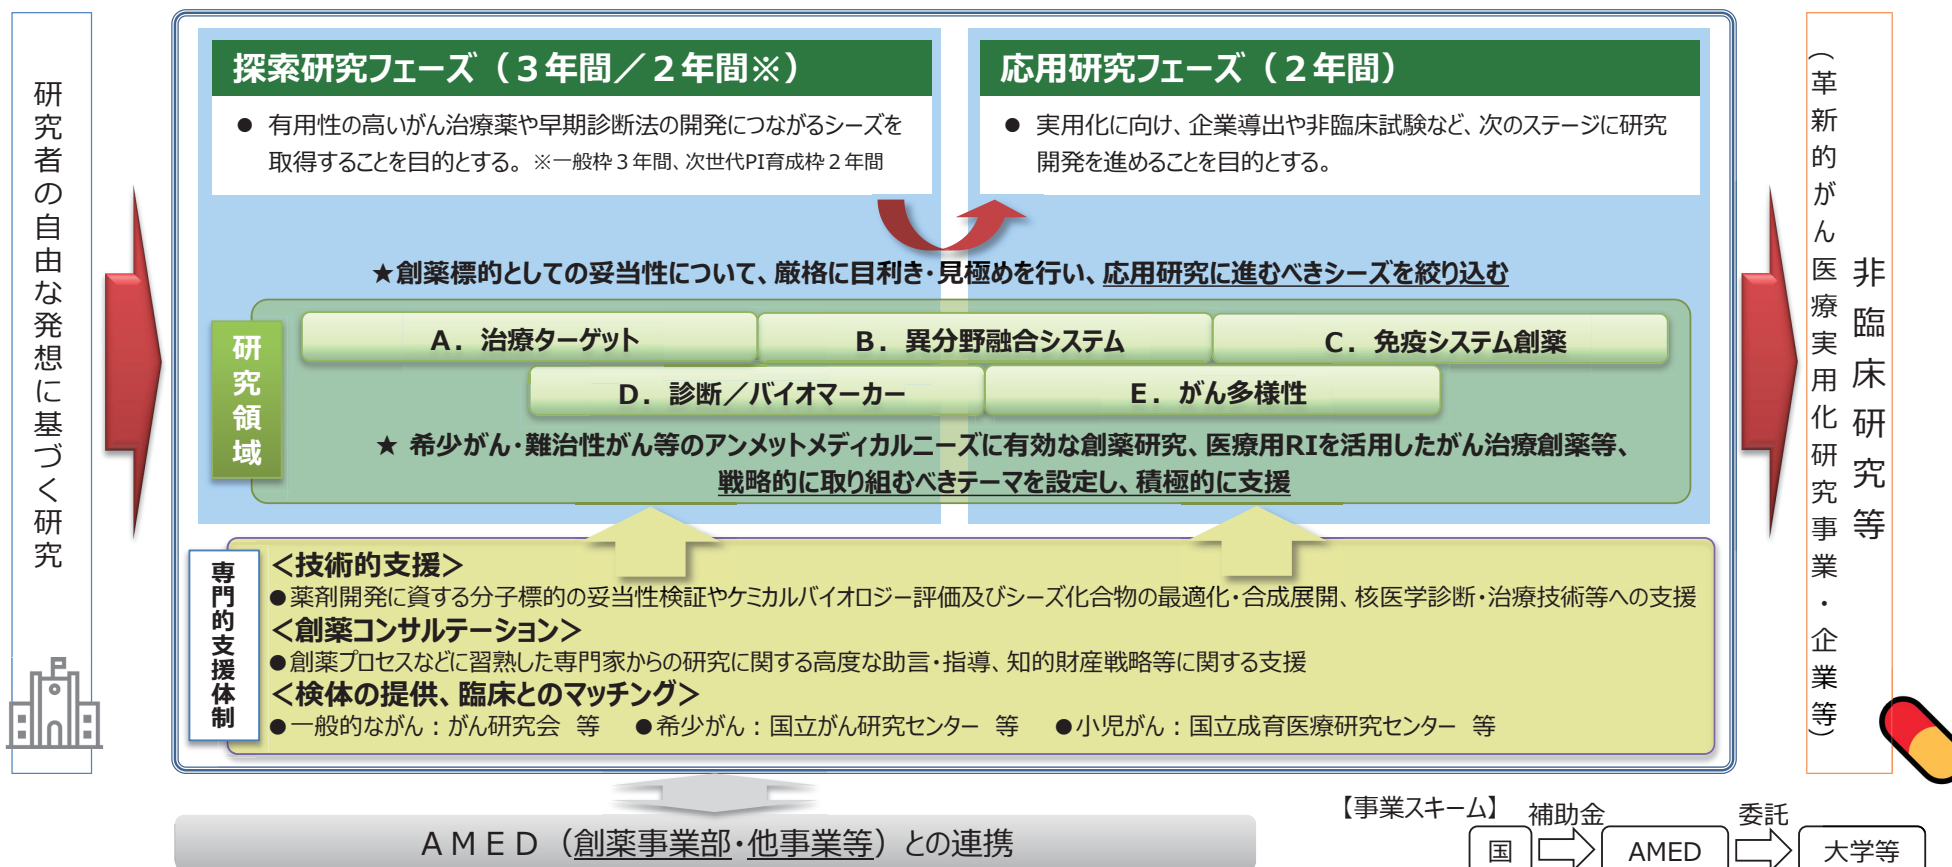 研究者の自由な発想に基づく研究
探索研究フェーズ（３年間／２年間※）
● 有用性の高いがん治療薬や早期診断法の開発につながるシーズを
取得することを目的とする。 ※一般枠３年間、次世代PI育成枠２年間
応用研究フェーズ（２年間）
● 実用化に向け、企業導出や非臨床試験など、次のステージに研究
開発を進めることを目的とする。
★創薬標的としての妥当性について、厳格に目利き・見極めを行い、応用研究に進むべきシーズを絞り込む
研究領域
A．治療ターゲット
B．異分野融合システム
C．免疫システム創薬
D．診断／バイオマーカー
E．がん多様性
★ 希少がん・難治性がん等のアンメットメディカルニーズに有効な創薬研究、医療用RIを活用したがん治療創薬等、
戦略的に取り組むべきテーマを設定し、積極的に支援
専門的支援体制
＜技術的支援＞
●薬剤開発に資する分子標的の妥当性検証やケミカルバイオロジー評価及びシーズ化合物の最適化・合成展開、核医学診断・治療技術等への支援
＜創薬コンサルテーション＞
●創薬プロセスなどに習熟した専門家からの研究に関する高度な助言・指導、知的財産戦略等に関する支援
＜検体の提供、臨床とのマッチング＞
●一般的ながん：がん研究会　等　●希少がん：国立がん研究センター　等　●小児がん：国立成育医療研究センター　等
非臨床研究等
（革新的がん医療実用化研究事業・企業等）
ＡＭＥＤ（創薬事業部・他事業等）との連携
【事業スキーム】
補助金
委託
国
AMED
大学等